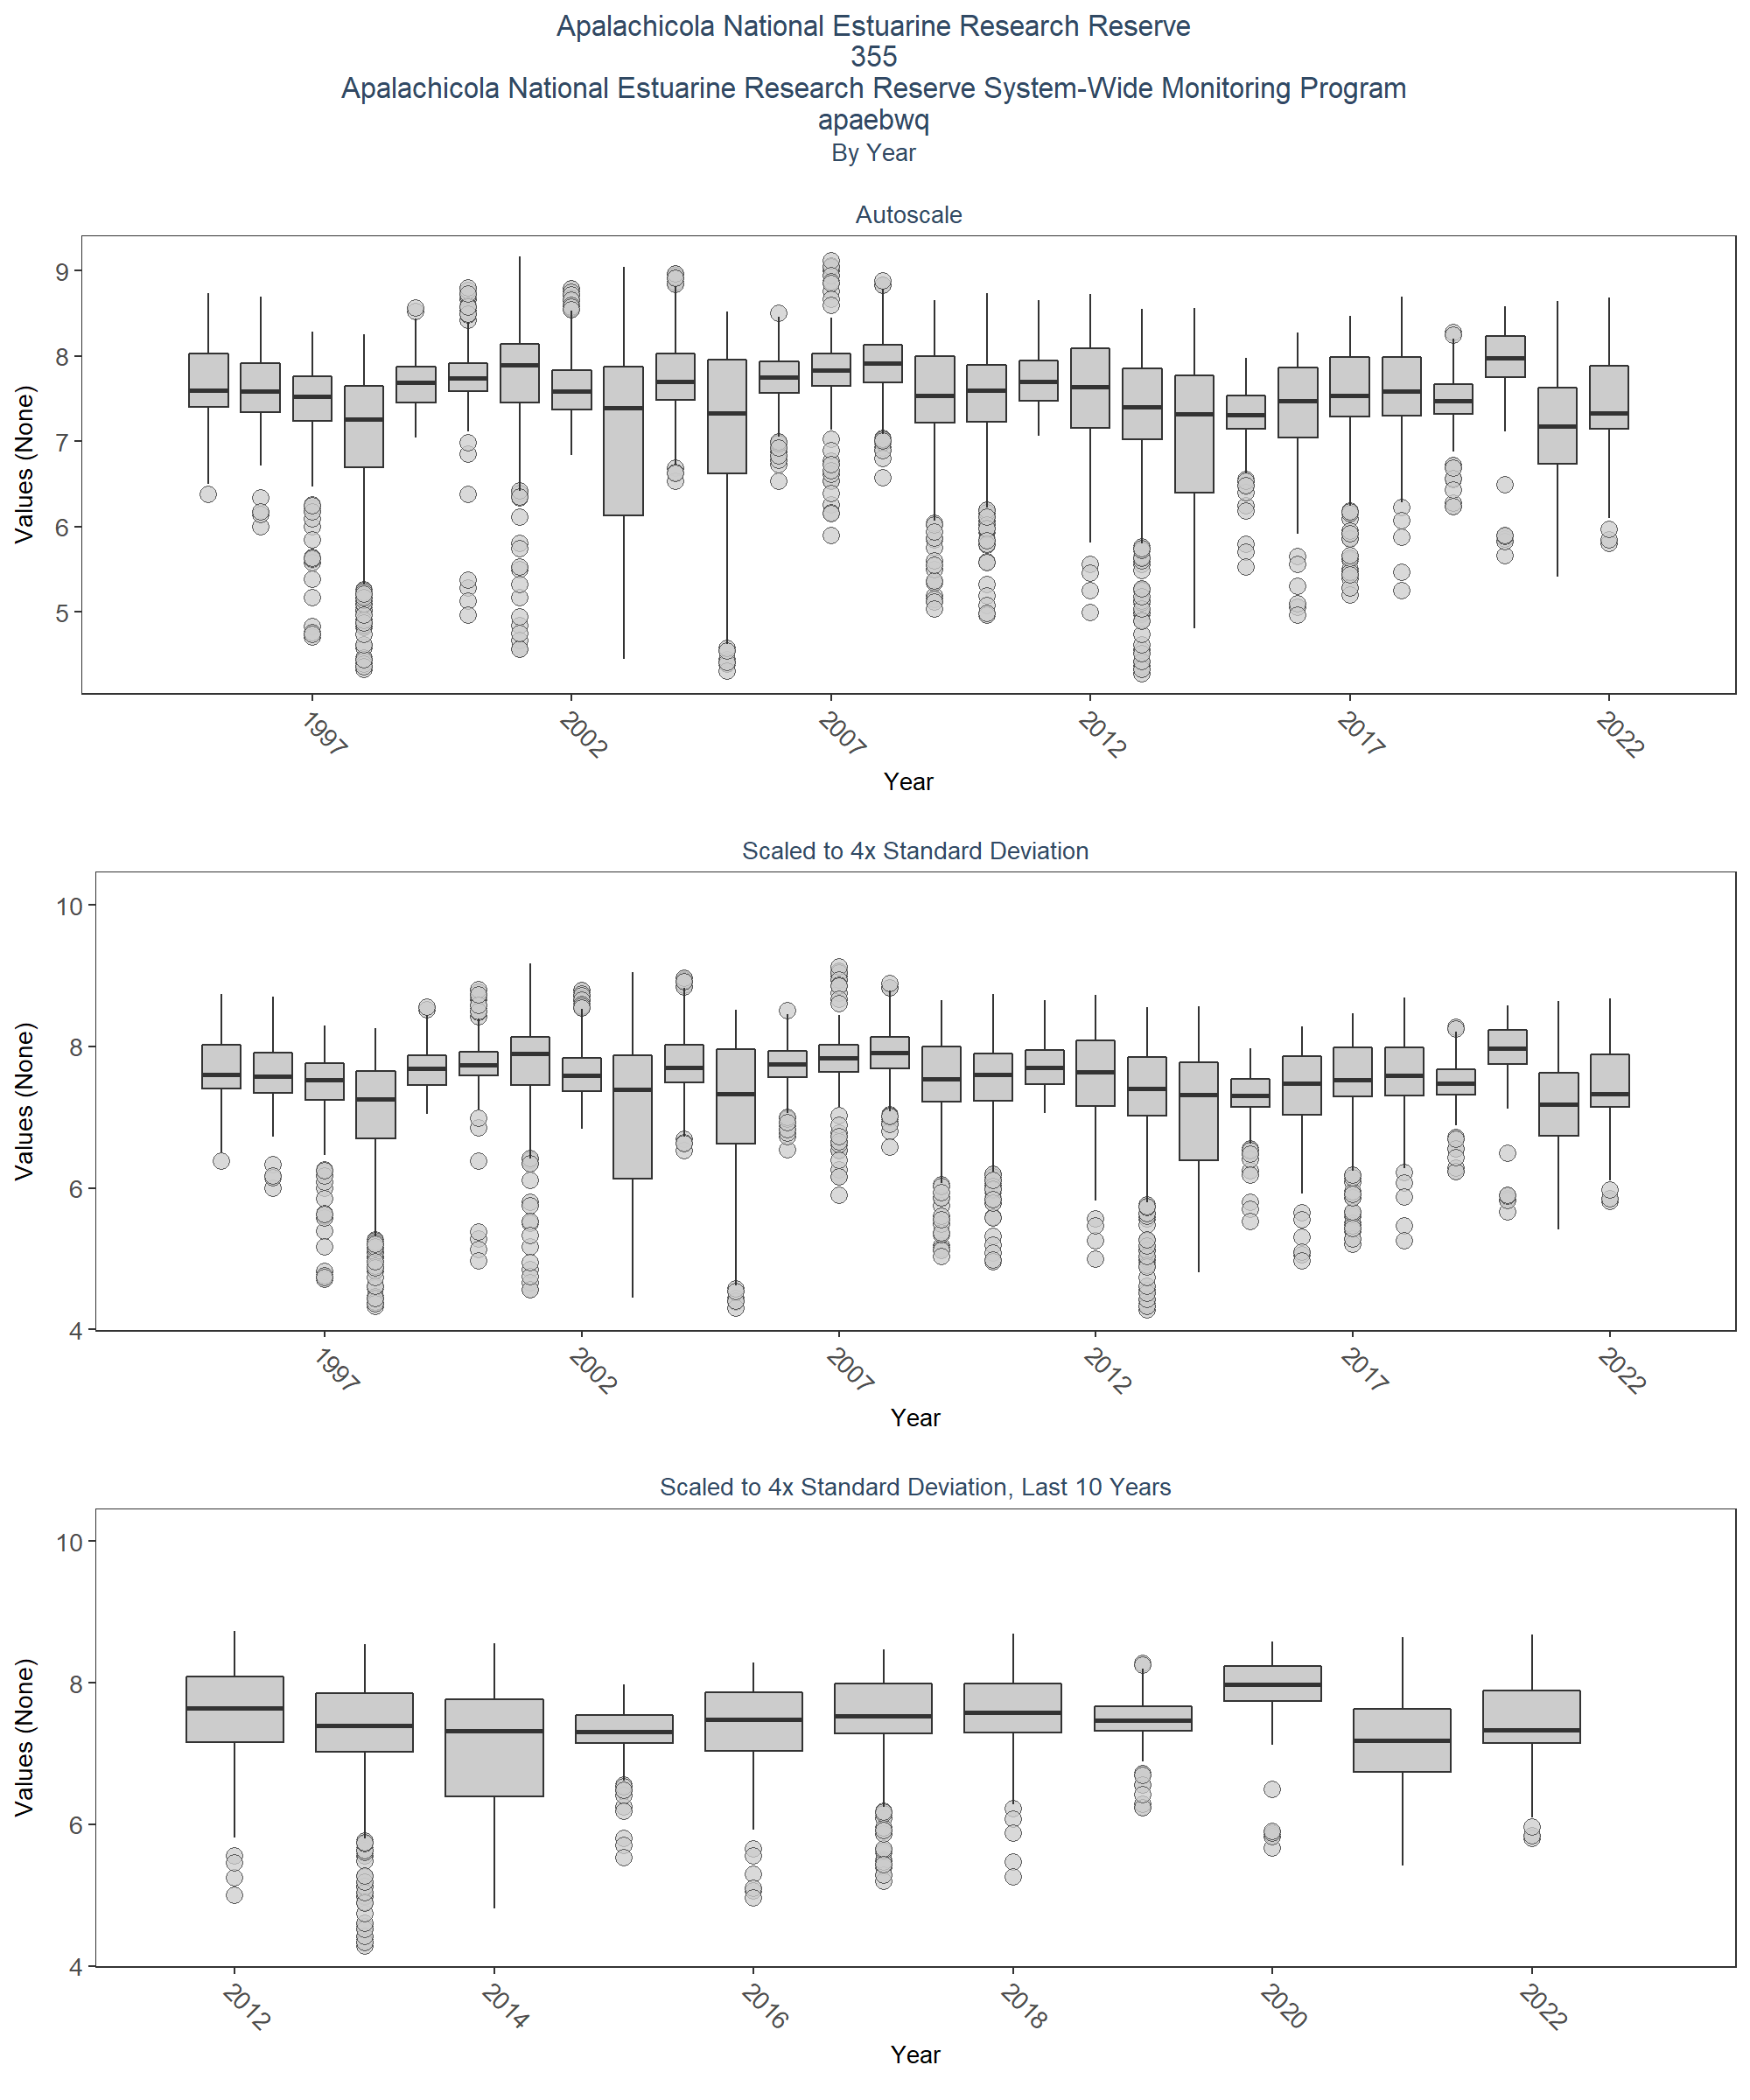 Apalachicola National Estuarine Research Reserve
355
Apalachicola National Estuarine Research Reserve System-Wide Monitoring Program
apaebwq
By Year
Autoscale
Values (None)
9
8
7
6
5
1997
2002
2007
2012
2017
2022
Year
Scaled to 4x Standard Deviation
Values (None)
10
8
6
4
1997
2002
2007
2012
2017
2022
Year
Scaled to 4x Standard Deviation, Last 10 Years
Values (None)
10
8
6
4
2012
2014
2016
2018
2020
2022
Year